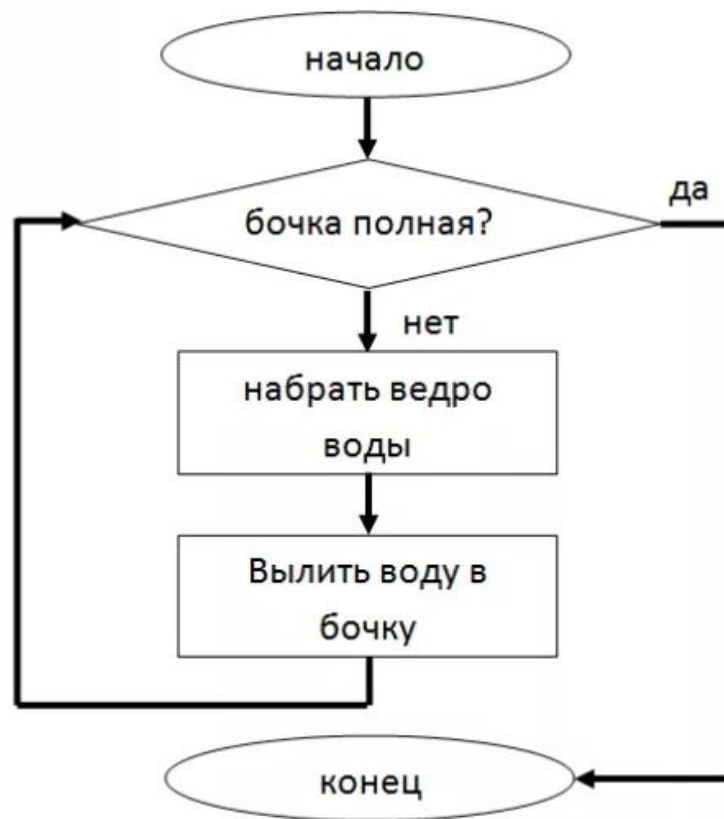 начало
бочка полная?
да
нет
набрать ведро
воды
Вылить воду в
бочку
конец